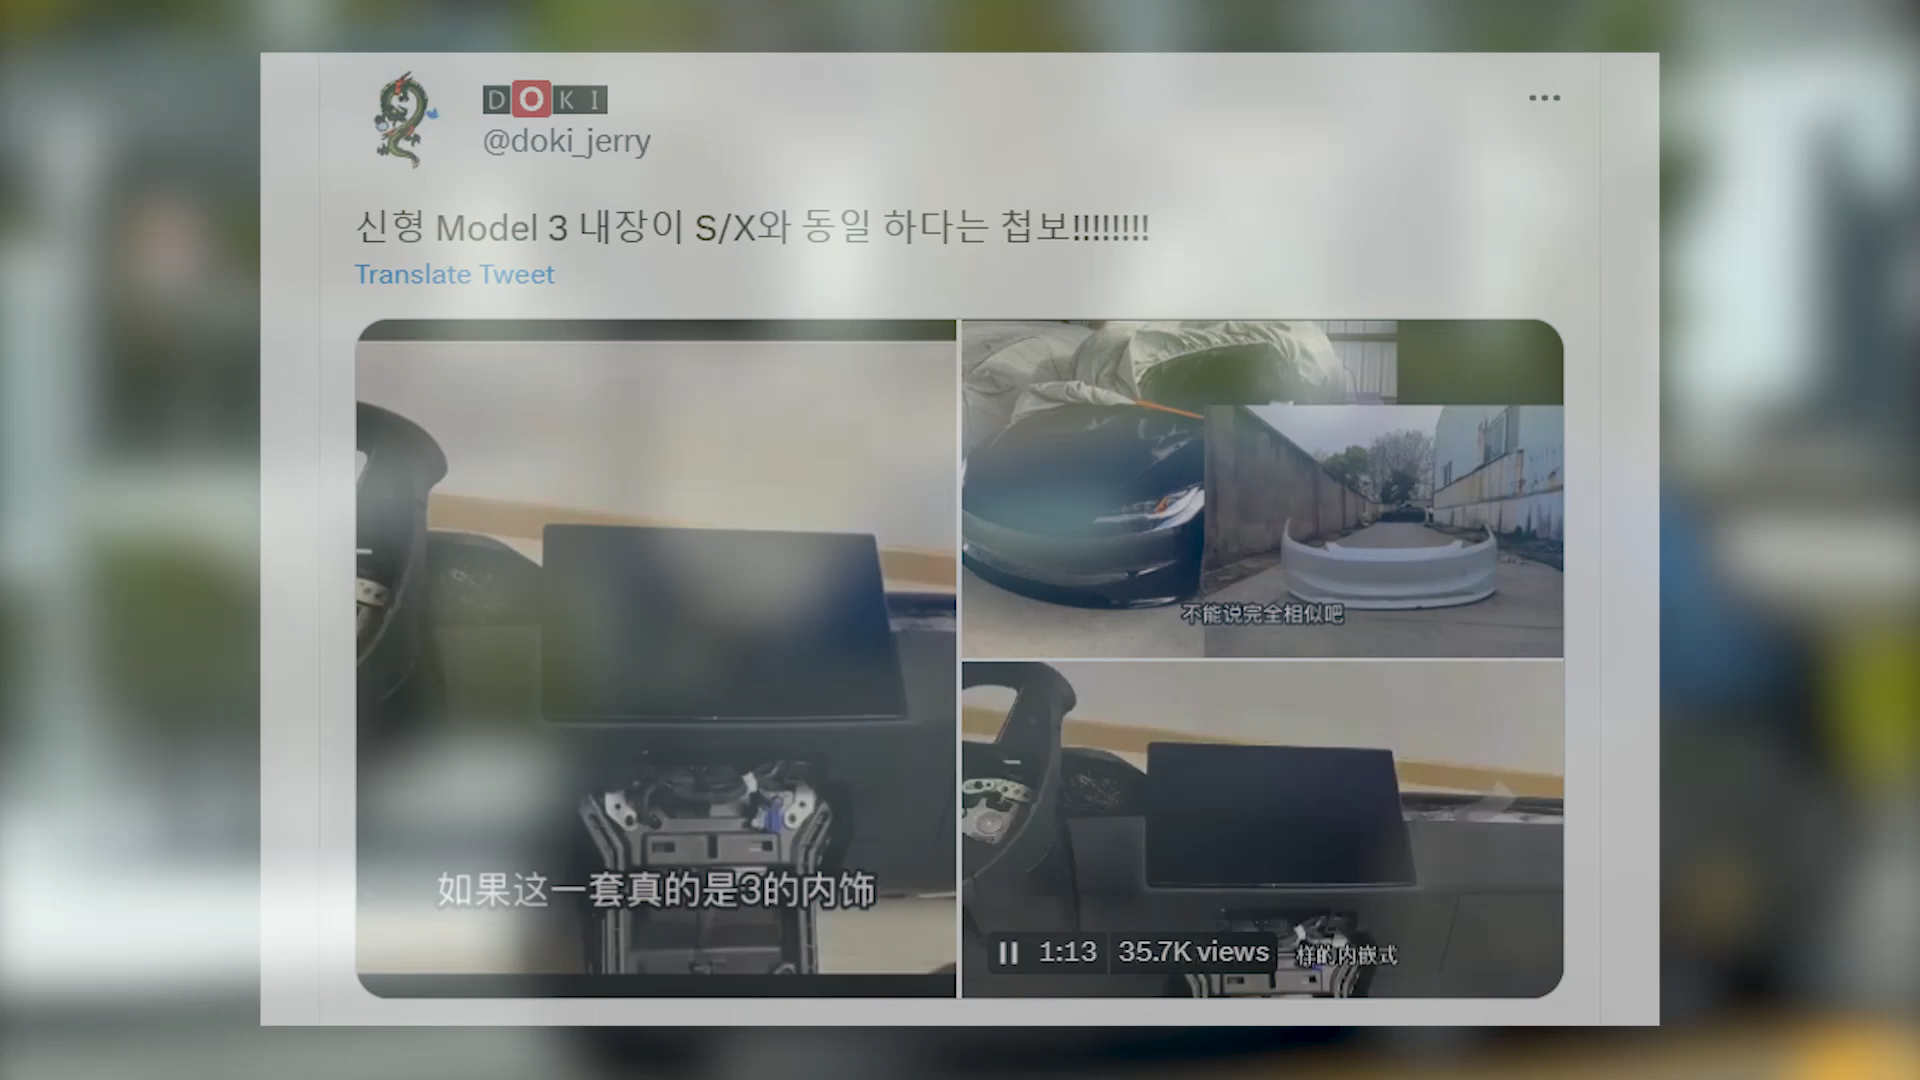 DOKI
@doki_jerry
신형 Model 3 내장이 S/X와 동일 하다는 첩보!!!!!!!!
Translate Tweet
如果这一套真的是3的内饰
不能说完全相似吧
1:13 35.7K views
样的内嵌式